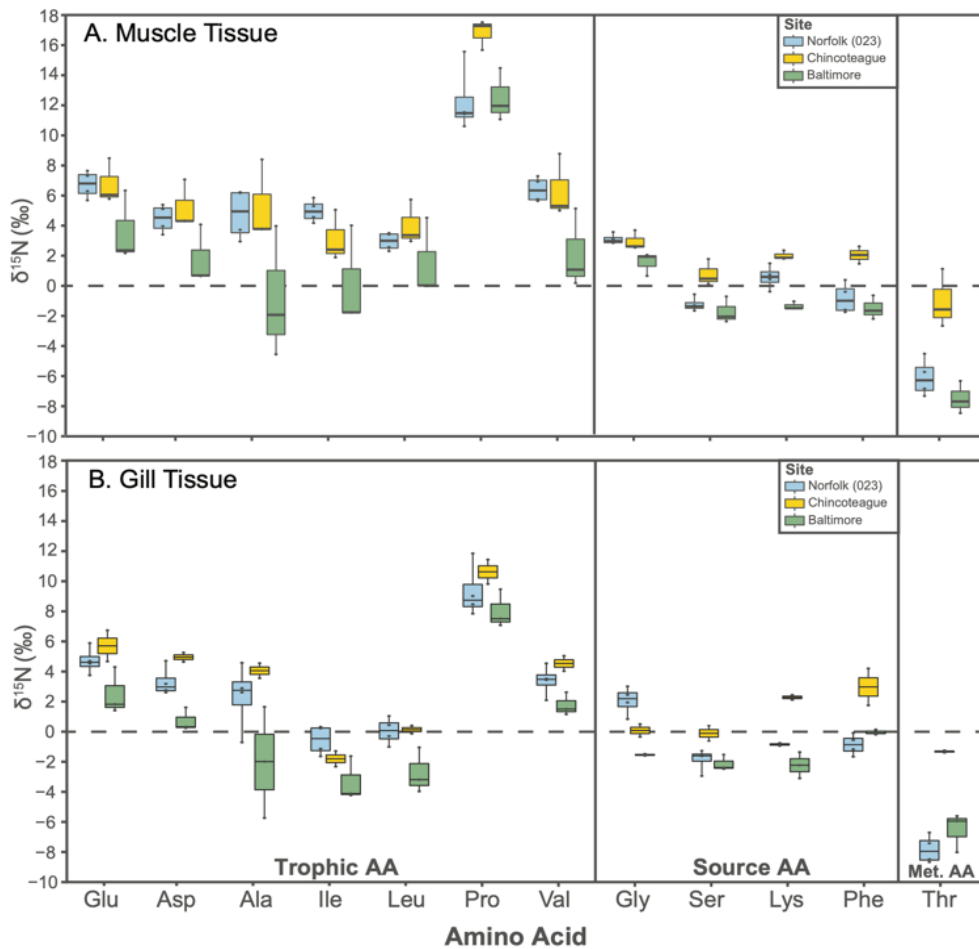 A. Muscle Tissue
Site
Norfolk (023)
Chincoteague
Baltimore
δ¹⁵N (‰)
18
16
14
12
10
8
6
4
2
0
−2
−4
−6
−8
−10
B. Gill Tissue
Site
Norfolk (023)
Chincoteague
Baltimore
δ¹⁵N (‰)
18
16
14
12
10
8
6
4
2
0
−2
−4
−6
−8
−10
Trophic AA
Source AA
Met. AA
Glu Asp Ala Ile Leu Pro Val Gly Ser Lys Phe Thr
Amino Acid